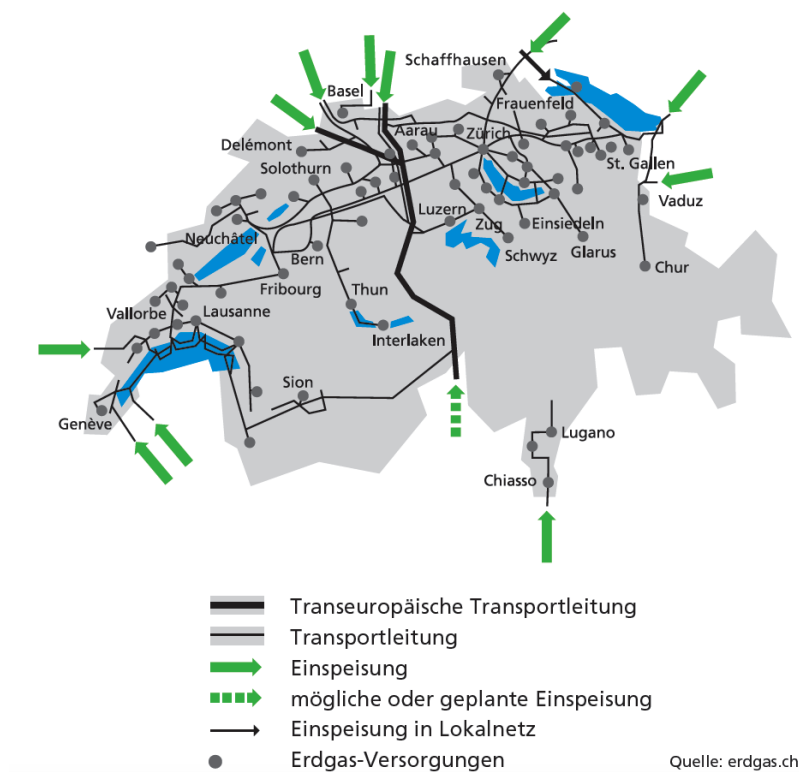 Schaffhausen
Basel
Frauenfeld
Aarau
Zürich
Delémont
Solothurn
St. Gallen
Vaduz
Luzern
Zug
Einsiedeln
Neuchâtel
Schwyz
Glarus
Bern
Chur
Fribourg
Thun
Vallorbe
Lausanne
Interlaken
Sion
Genève
Lugano
Chiasso
Transeuropäische Transportleitung
Transportleitung
Einspeisung
mögliche oder geplante Einspeisung
Einspeisung in Lokalnetz
Erdgas-Versorgungen
Quelle: erdgas.ch